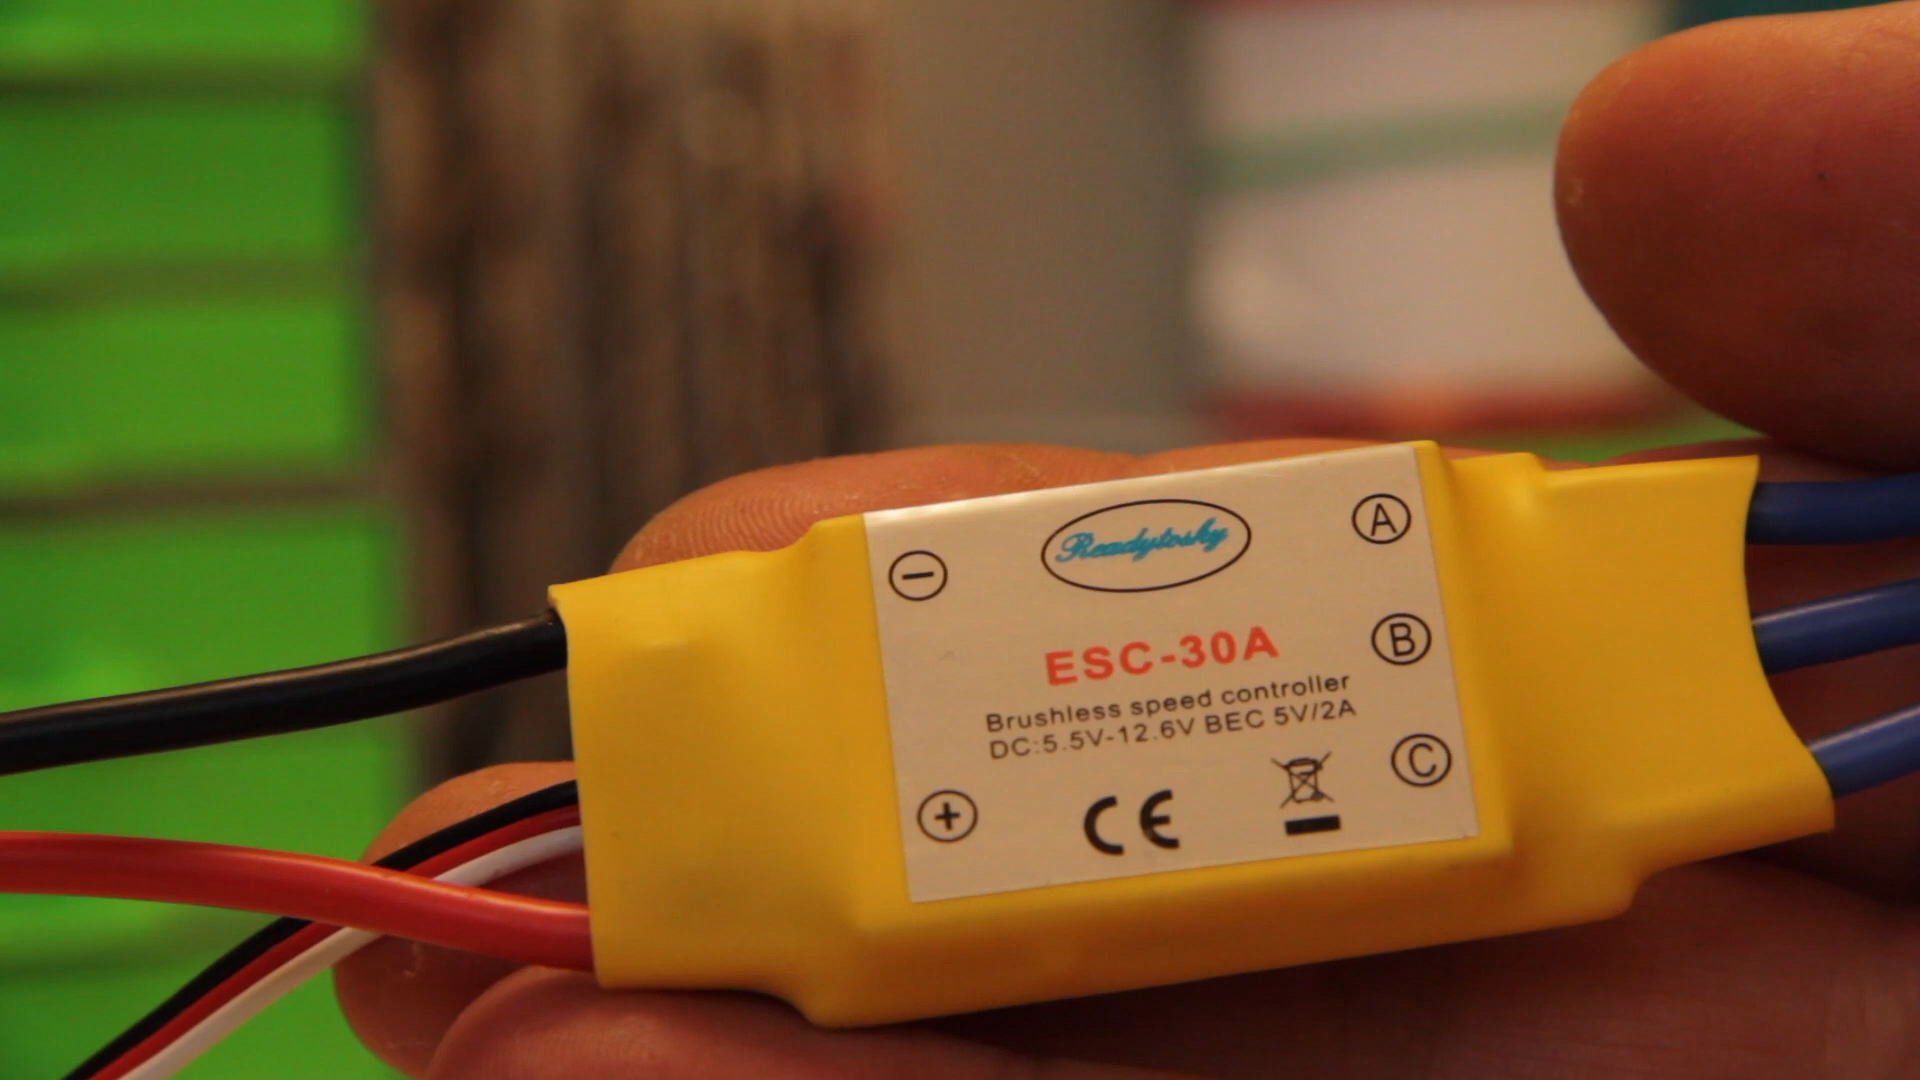 Readytosky
A
−
B
ESC-30A
Brushless speed controller
DC:5.5V-12.6V BEC 5V/2A
C
+
CE